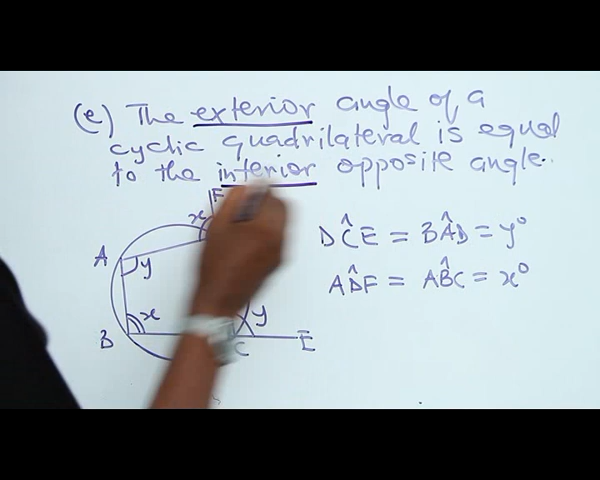 (e) The exterior angle of a
cyclic quadrilateral is equal
to the interior opposite angle.
F
x
A
y
DĈE = BÂD = y°
AD̂F = AB̂C = x°
x
y
B
C
E